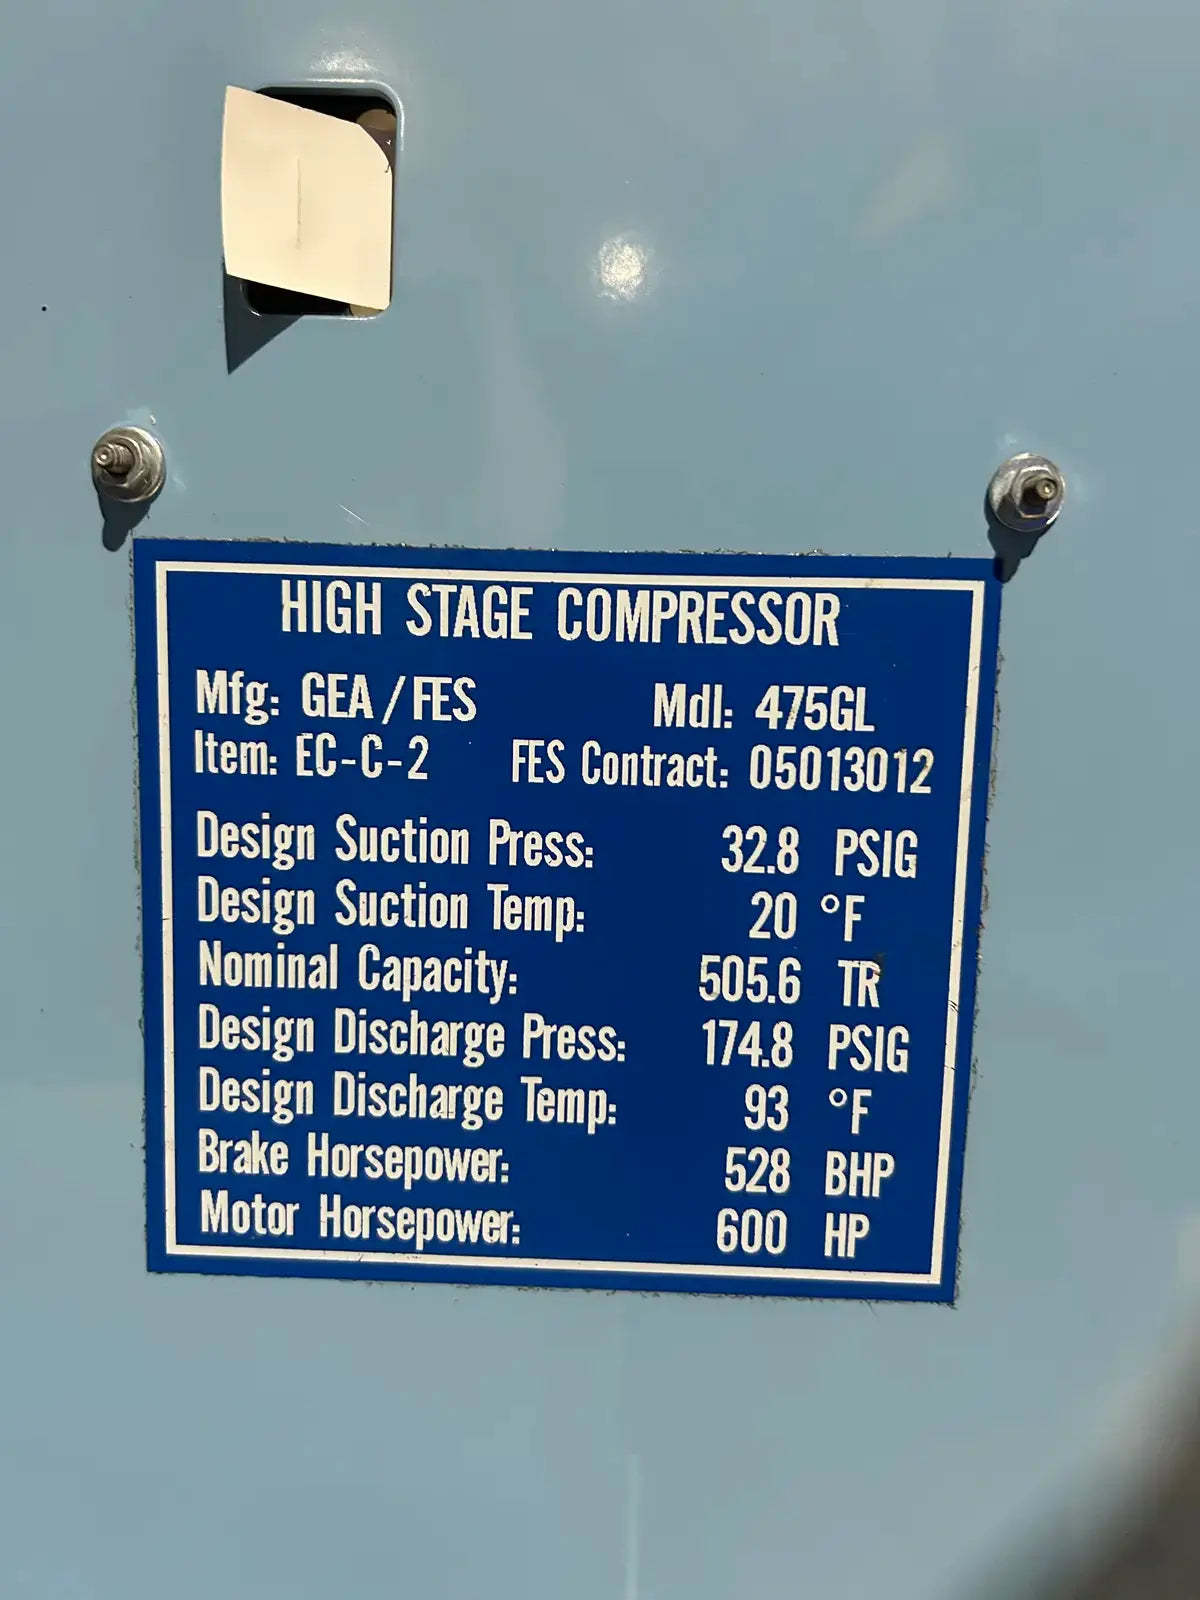 HIGH STAGE COMPRESSOR
Mfg: GEA/FES Mdl: 475GL
Item: EC-C-2 FES Contract: 05013012
Design Suction Press: 32.8 PSIG
Design Suction Temp: 20 °F
Nominal Capacity: 505.6 TR
Design Discharge Press: 174.8 PSIG
Design Discharge Temp: 93 °F
Brake Horsepower: 528 BHP
Motor Horsepower: 600 HP